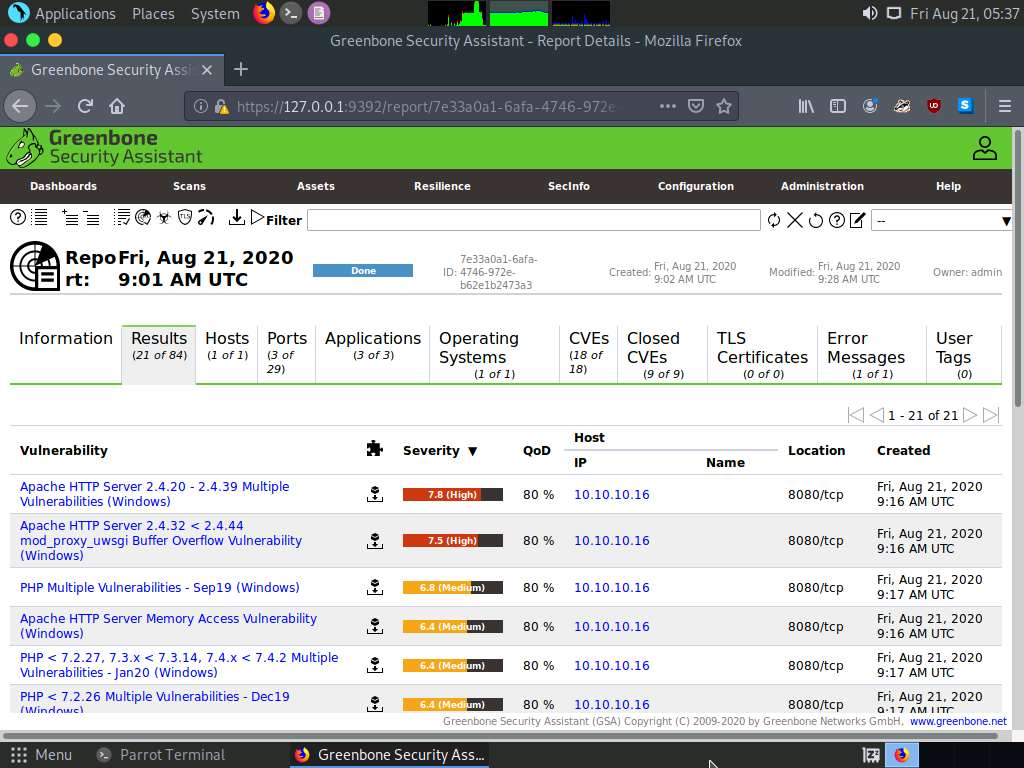 Applications Places System Fri Aug 21, 05:37
Greenbone Security Assistant - Report Details - Mozilla Firefox
Greenbone Security Assi
https://127.0.0.1:9392/report/7e33a0a1-6afa-4746-972e-
Greenbone
Security Assistant
Dashboards Scans Assets Resilience SecInfo Configuration Administration Help
Filter --
Report: Fri, Aug 21, 2020 9:01 AM UTC
Done
ID: 7e33a0a1-6afa-4746-972e-b62e1b2473a3
Created: Fri, Aug 21, 2020 9:02 AM UTC
Modified: Fri, Aug 21, 2020 9:28 AM UTC
Owner: admin
Information
Results (21 of 84)
Hosts (1 of 1)
Ports (3 of 29)
Applications (3 of 3)
Operating Systems (1 of 1)
CVEs (18 of 18)
Closed CVEs (9 of 9)
TLS Certificates (0 of 0)
Error Messages (1 of 1)
User Tags (0)
1 - 21 of 21
Vulnerability Severity ▼ QoD Host IP Name Location Created
Apache HTTP Server 2.4.20 - 2.4.39 Multiple Vulnerabilities (Windows) 7.8 (High) 80 % 10.10.10.16 8080/tcp Fri, Aug 21, 2020 9:16 AM UTC
Apache HTTP Server 2.4.32 < 2.4.44 mod_proxy_uwsgi Buffer Overflow Vulnerability (Windows) 7.5 (High) 80 % 10.10.10.16 8080/tcp Fri, Aug 21, 2020 9:16 AM UTC
PHP Multiple Vulnerabilities - Sep19 (Windows) 6.8 (Medium) 80 % 10.10.10.16 8080/tcp Fri, Aug 21, 2020 9:17 AM UTC
Apache HTTP Server Memory Access Vulnerability (Windows) 6.4 (Medium) 80 % 10.10.10.16 8080/tcp Fri, Aug 21, 2020 9:16 AM UTC
PHP < 7.2.27, 7.3.x < 7.3.14, 7.4.x < 7.4.2 Multiple Vulnerabilities - Jan20 (Windows) 6.4 (Medium) 80 % 10.10.10.16 8080/tcp Fri, Aug 21, 2020 9:17 AM UTC
PHP < 7.2.26 Multiple Vulnerabilities - Dec19 (Windows) 6.4 (Medium) 80 % 10.10.10.16 8080/tcp Fri, Aug 21, 2020 9:17 AM UTC
Greenbone Security Assistant (GSA) Copyright (C) 2009-2020 by Greenbone Networks GmbH, www.greenbone.net
Menu Parrot Terminal Greenbone Security Ass...